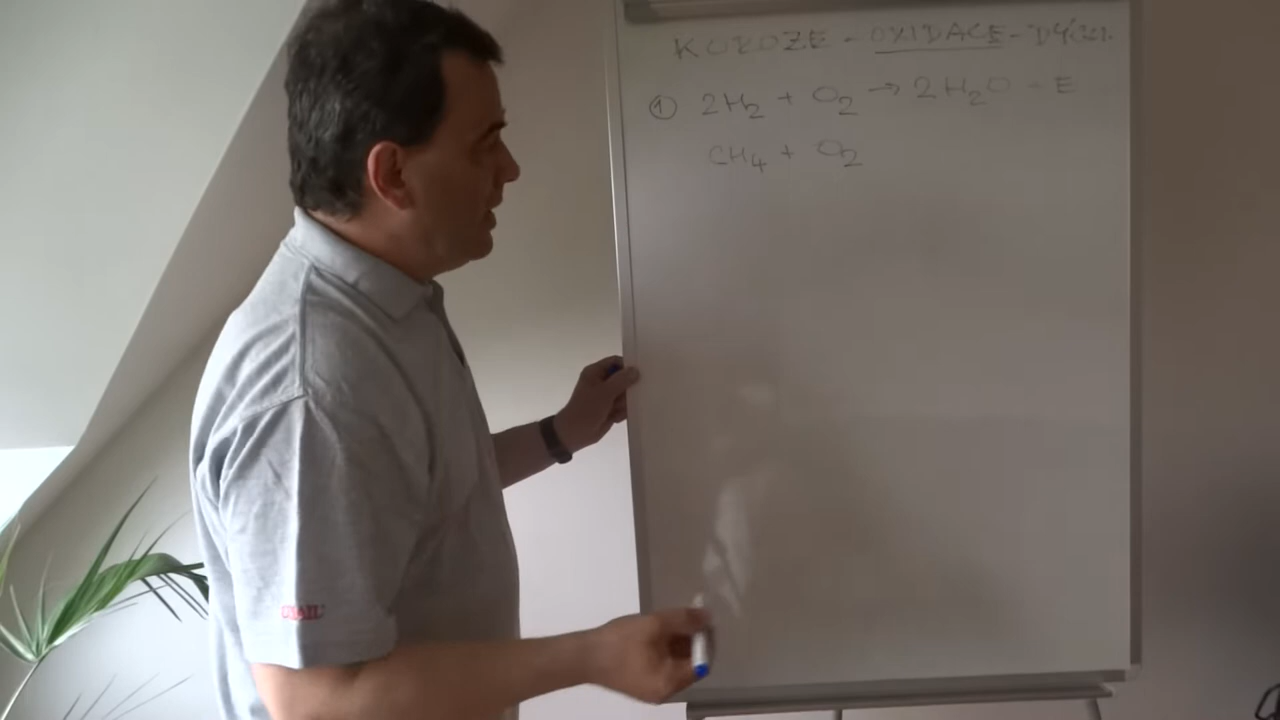 KOROZE - OXIDACE -
① 2H₂ + O₂ → 2H₂O - E
CH₄ + O₂